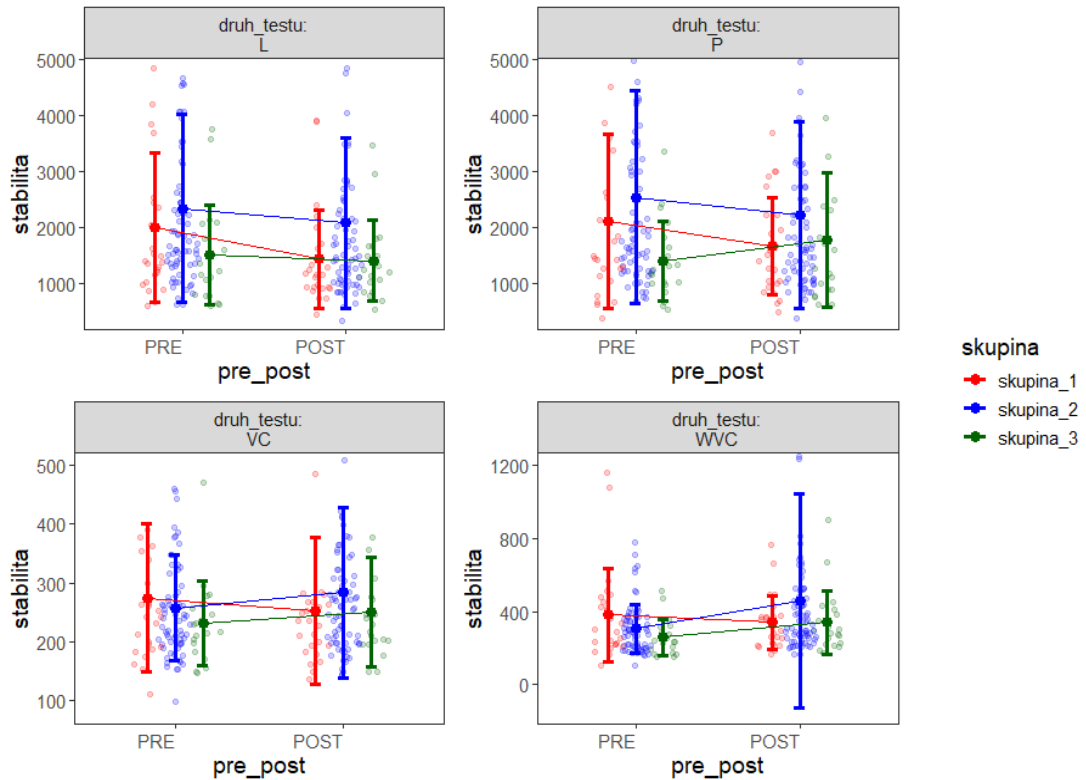 druh_testu:
L
5000
4000
3000
2000
1000
stabilita
PRE
POST
pre_post
druh_testu:
P
5000
4000
3000
2000
1000
stabilita
PRE
POST
pre_post
druh_testu:
VC
500
400
300
200
100
stabilita
PRE
POST
pre_post
druh_testu:
WVC
1200
800
400
0
stabilita
PRE
POST
pre_post
skupina
skupina_1
skupina_2
skupina_3